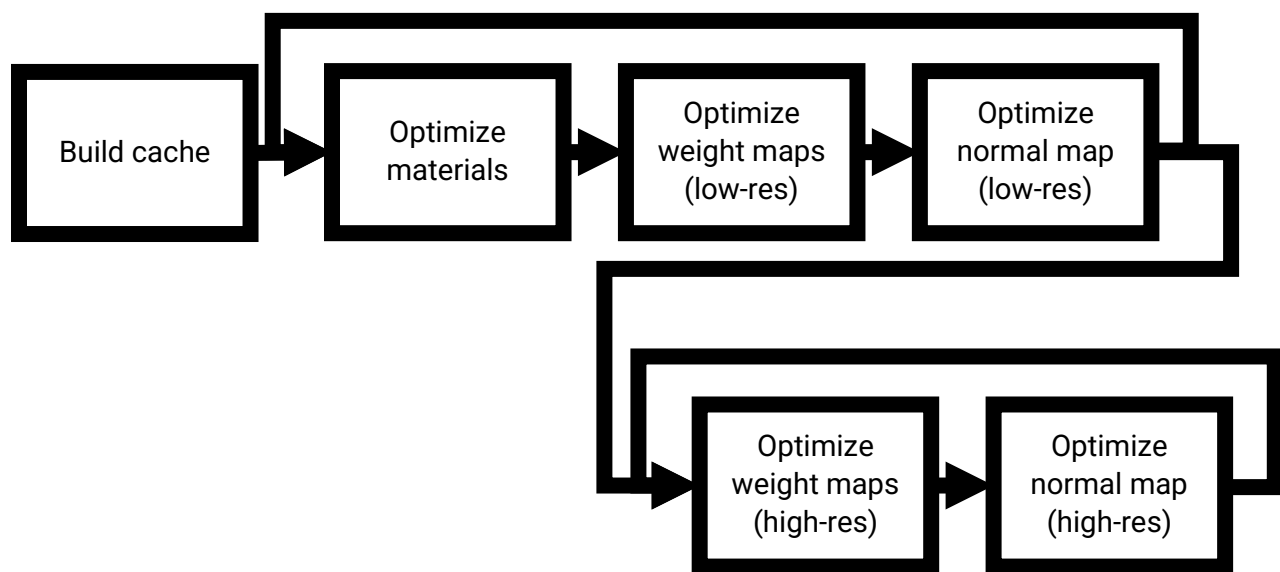 Build cache
Optimize
materials
Optimize
weight maps
(low-res)
Optimize
normal map
(low-res)
Optimize
weight maps
(high-res)
Optimize
normal map
(high-res)